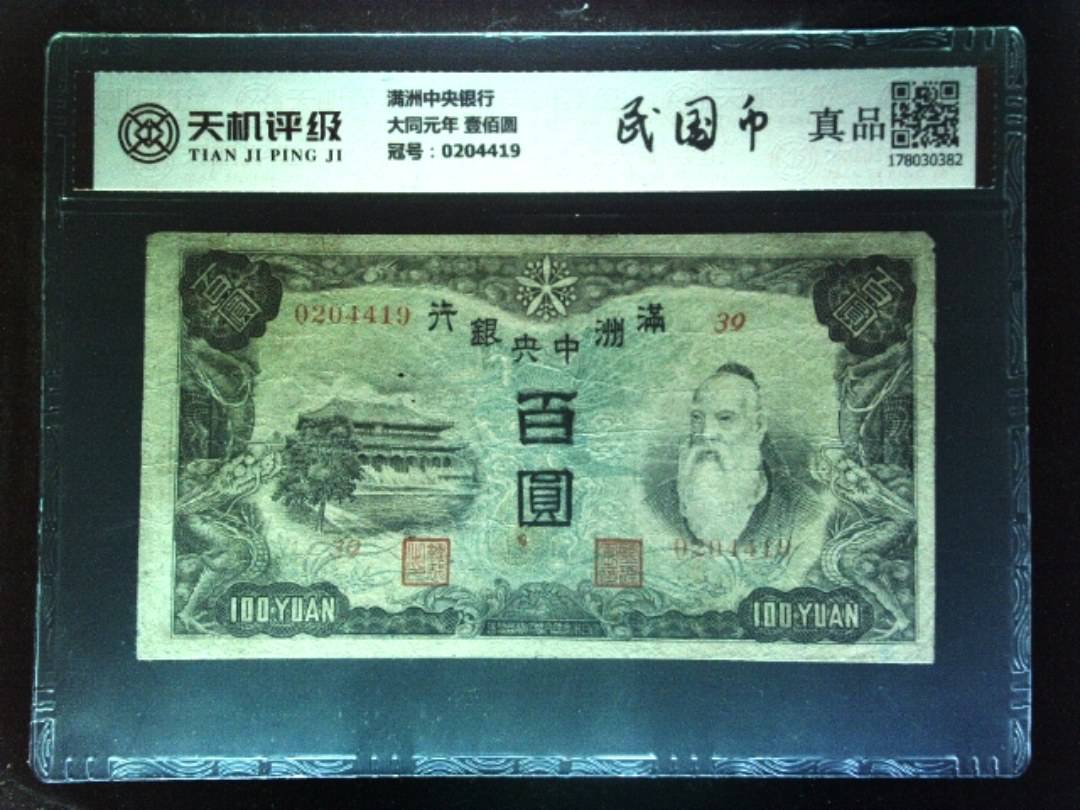 天机评级
TIAN JI PING JI
满洲中央银行
大同元年 壹佰圆
冠号：0204419
民国币
真品
178030382
百圓
百圓
0204419
滿洲中央銀行
39
百圓
39
0204419
100 YUAN
100 YUAN